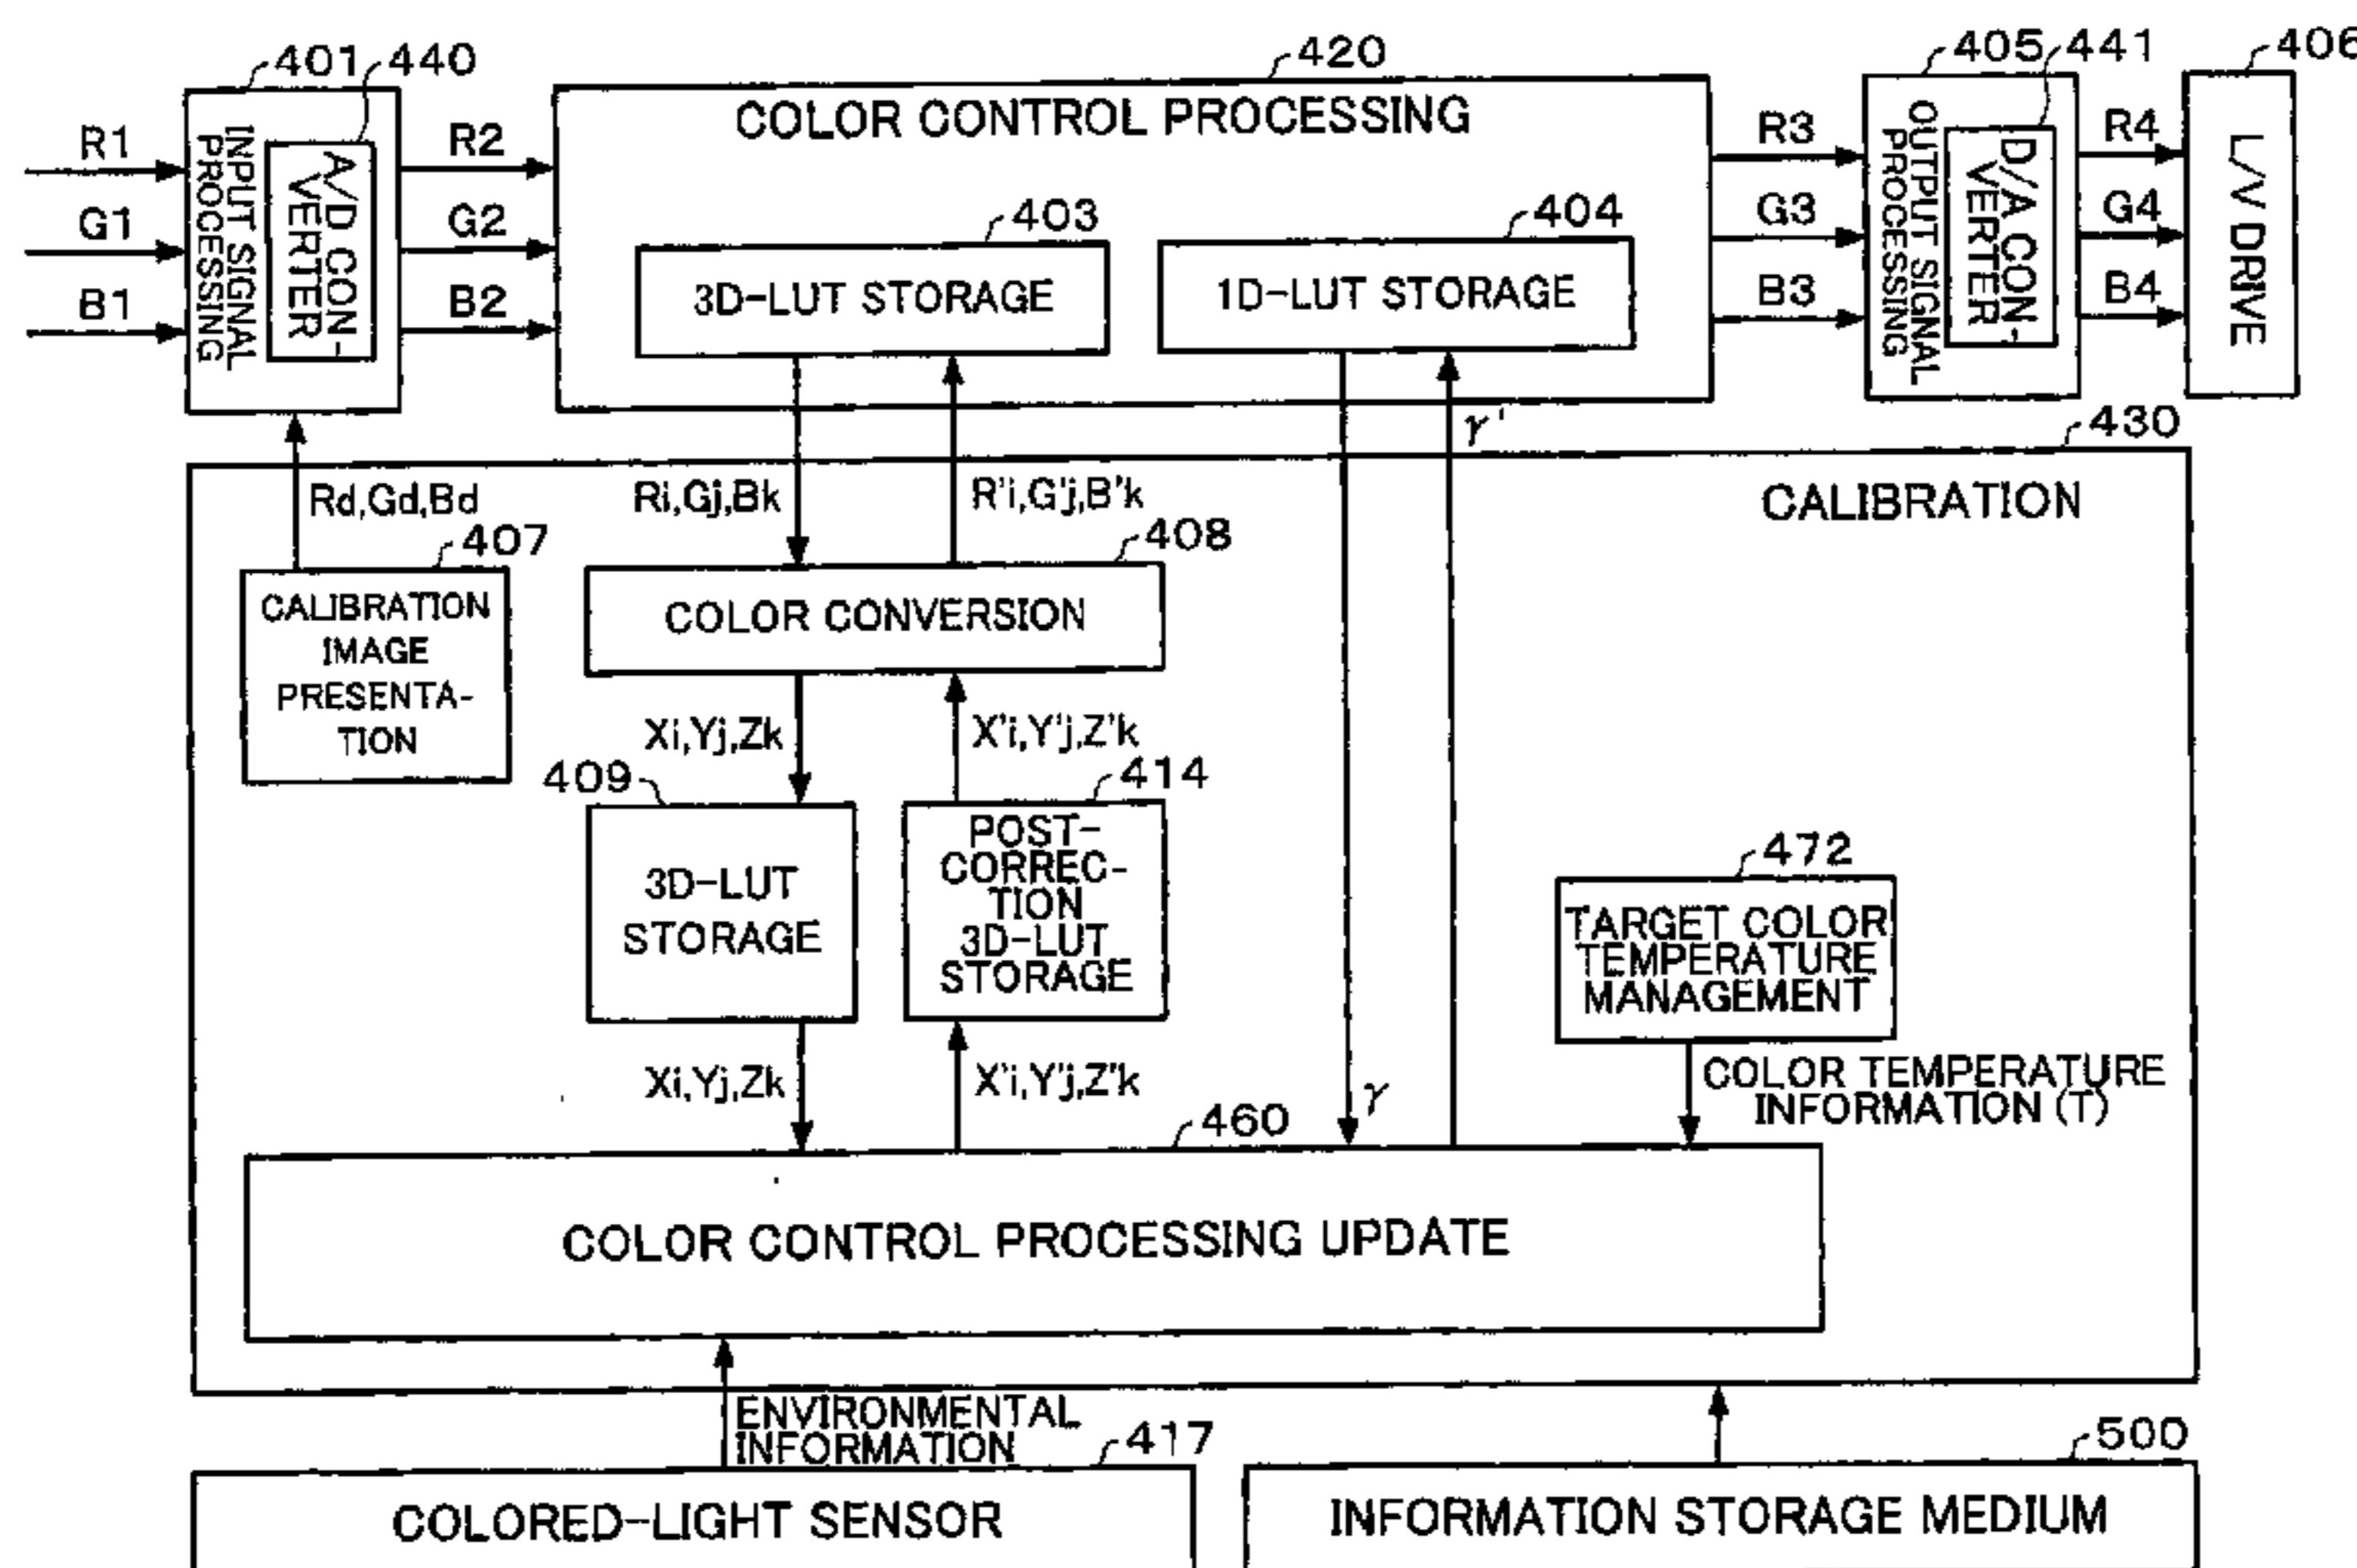 401
440
420
405
441
406
R1
G1
B1
INPUT SIGNAL
PROCESSING
A/D CON-
VERTER
R2
G2
B2
COLOR CONTROL PROCESSING
403
3D-LUT STORAGE
404
1D-LUT STORAGE
R3
G3
B3
OUTPUT SIGNAL
PROCESSING
D/A CON-
VERTER
R4
G4
B4
L/V DRIVE
γ'
430
CALIBRATION
Rd,Gd,Bd
Ri,Gj,Bk
R'i,G'j,B'k
407
CALIBRATION
IMAGE
PRESENTA-
TION
408
COLOR CONVERSION
Xi,Yj,Zk
X'i,Y'j,Z'k
409
3D-LUT
STORAGE
414
POST-
CORREC-
TION
3D-LUT
STORAGE
472
TARGET COLOR
TEMPERATURE
MANAGEMENT
Xi,Yj,Zk
X'i,Y'j,Z'k
γ
COLOR TEMPERATURE
INFORMATION (T)
460
COLOR CONTROL PROCESSING UPDATE
ENVIRONMENTAL
INFORMATION
417
COLORED-LIGHT SENSOR
500
INFORMATION STORAGE MEDIUM